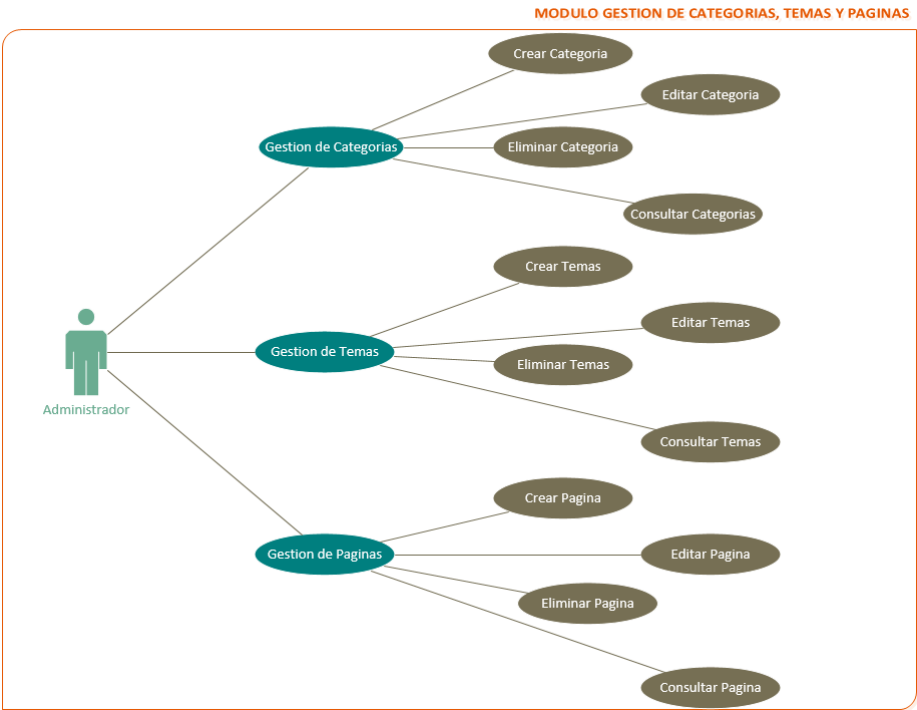 MODULO GESTION DE CATEGORIAS, TEMAS Y PAGINAS
Crear Categoria
Editar Categoria
Gestion de Categorias
Eliminar Categoria
Consultar Categorias
Crear Temas
Editar Temas
Gestion de Temas
Eliminar Temas
Administrador
Consultar Temas
Crear Pagina
Gestion de Paginas
Editar Pagina
Eliminar Pagina
Consultar Pagina